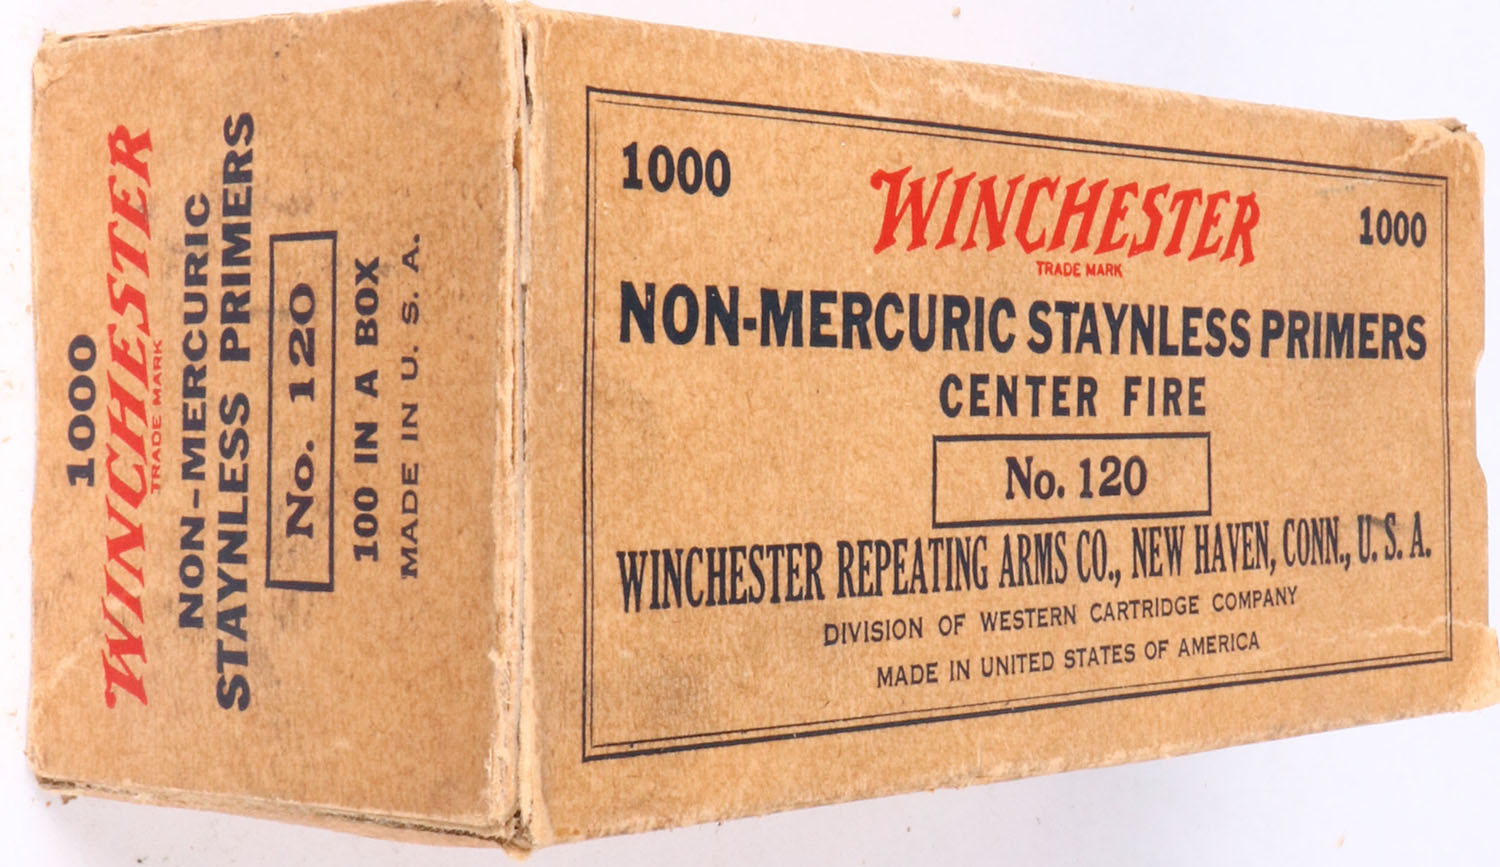 1000
WINCHESTER
TRADE MARK
NON-MERCURIC
STAYNLESS PRIMERS
No. 120
100 IN A BOX
MADE IN U. S. A.
1000 WINCHESTER 1000
TRADE MARK
NON-MERCURIC STAYNLESS PRIMERS
CENTER FIRE
No. 120
WINCHESTER REPEATING ARMS CO., NEW HAVEN, CONN., U. S. A.
DIVISION OF WESTERN CARTRIDGE COMPANY
MADE IN UNITED STATES OF AMERICA